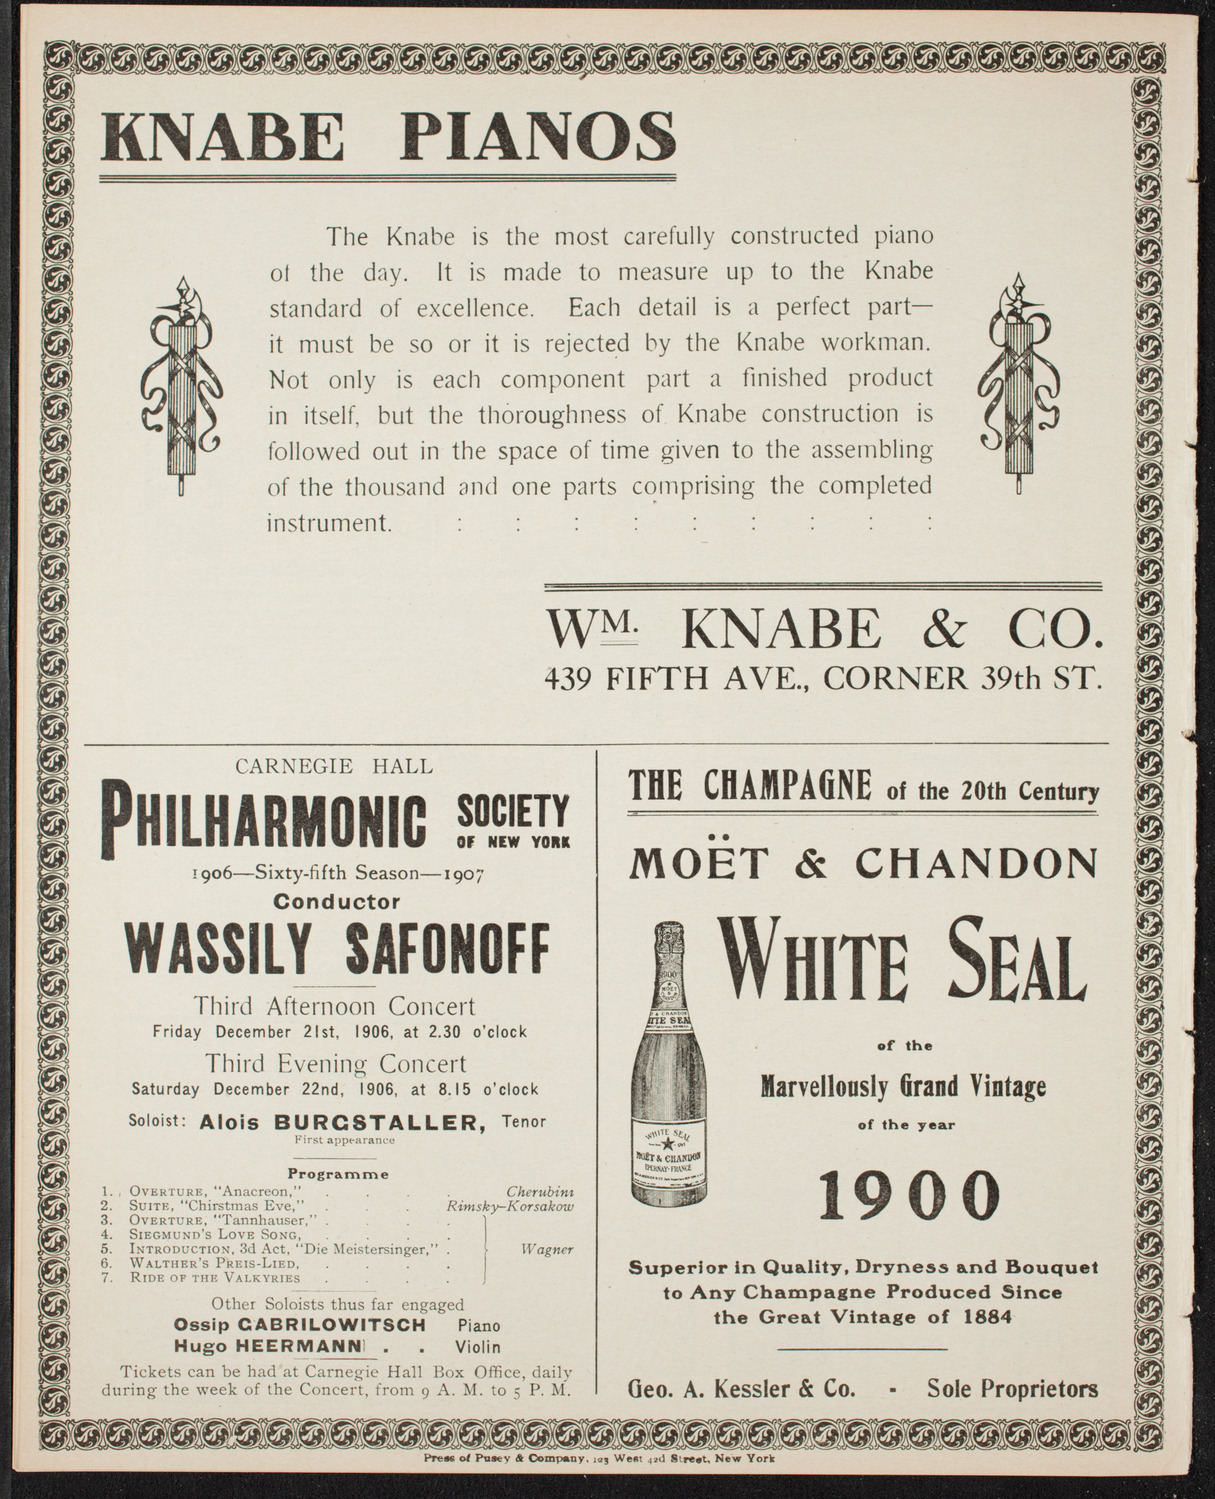 KNABE PIANOS
The Knabe is the most carefully constructed piano
of the day. It is made to measure up to the Knabe
standard of excellence. Each detail is a perfect part—
it must be so or it is rejected by the Knabe workman.
Not only is each component part a finished product
in itself, but the thoroughness of Knabe construction is
followed out in the space of time given to the assembling
of the thousand and one parts comprising the completed
instrument. : : : : : : : : :
WM. KNABE & CO.
439 FIFTH AVE., CORNER 39th ST.
CARNEGIE HALL
PHILHARMONIC SOCIETY
OF NEW YORK
1906—Sixty-fifth Season—1907
Conductor
WASSILY SAFONOFF
Third Afternoon Concert
Friday December 21st, 1906, at 2.30 o'clock
Third Evening Concert
Saturday December 22nd, 1906, at 8.15 o'clock
Soloist: Alois BURGSTALLER, Tenor
First appearance
Programme
1. OVERTURE, "Anacreon," . . . . Cherubini
2. SUITE, "Chirstmas Eve," . . . Rimsky-Korsakow
3. OVERTURE, "Tannhauser," . . . .
4. SIEGMUND'S LOVE SONG, . . . .
5. INTRODUCTION, 3d Act, "Die Meistersinger," . Wagner
6. WALTHER'S PREIS-LIED, . . . .
7. RIDE OF THE VALKYRIES . . . .
Other Soloists thus far engaged
Ossip GABRILOWITSCH Piano
Hugo HEERMANN . . Violin
Tickets can be had at Carnegie Hall Box Office, daily
during the week of the Concert, from 9 A. M. to 5 P. M.
THE CHAMPAGNE of the 20th Century
MOËT & CHANDON
WHITE SEAL
of the
Marvellously Grand Vintage
of the year
1900
WHITE SEAL
MOËT & CHANDON
EPERNAY-FRANCE
Superior in Quality, Dryness and Bouquet
to Any Champagne Produced Since
the Great Vintage of 1884
Geo. A. Kessler & Co. - Sole Proprietors
Press of Pusey & Company, 123 West 42d Street, New York